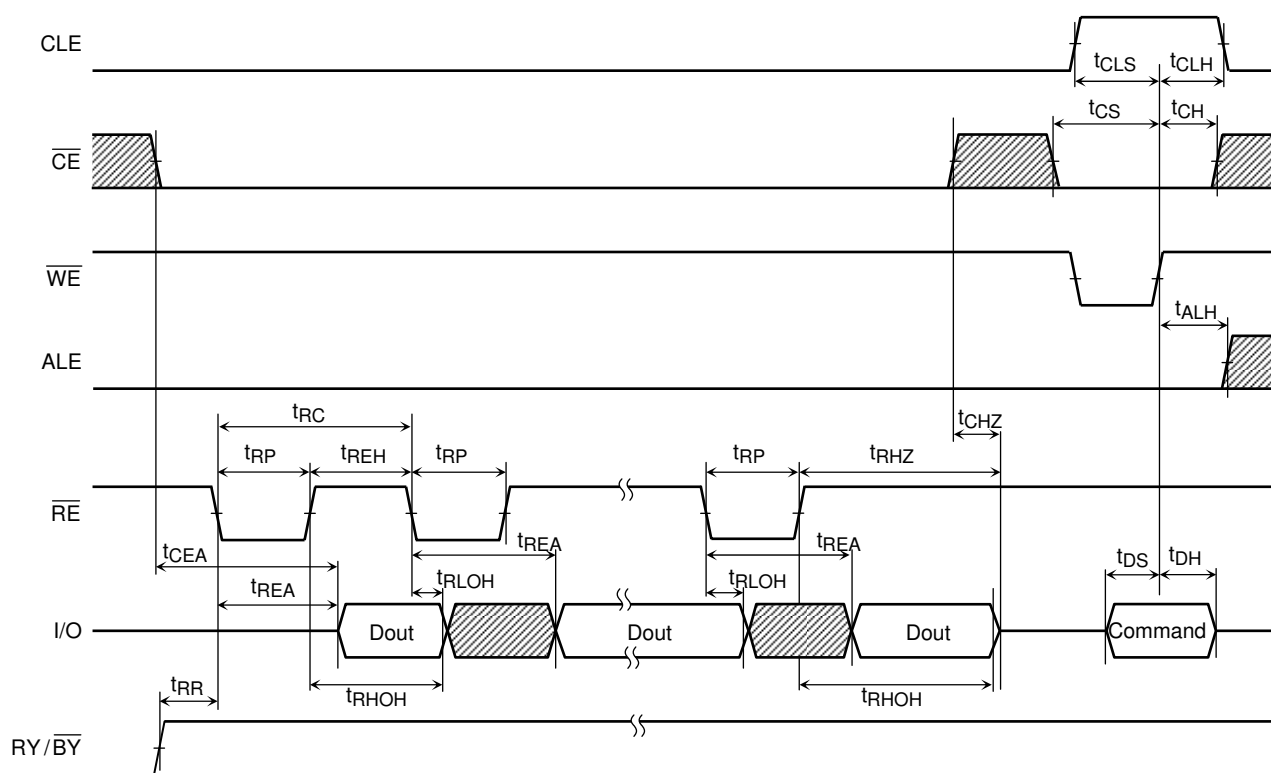 CLE
tCLS tCLH
tCS tCH
CE
WE
tALH
ALE
tRC
tCHZ
tRP tREH tRP tRP tRHZ
RE
tCEA tREA tREA
tREA tRLOH tRLOH tDS tDH
I/O Dout Dout Dout Command
tRR tRHOH tRHOH
RY/BY